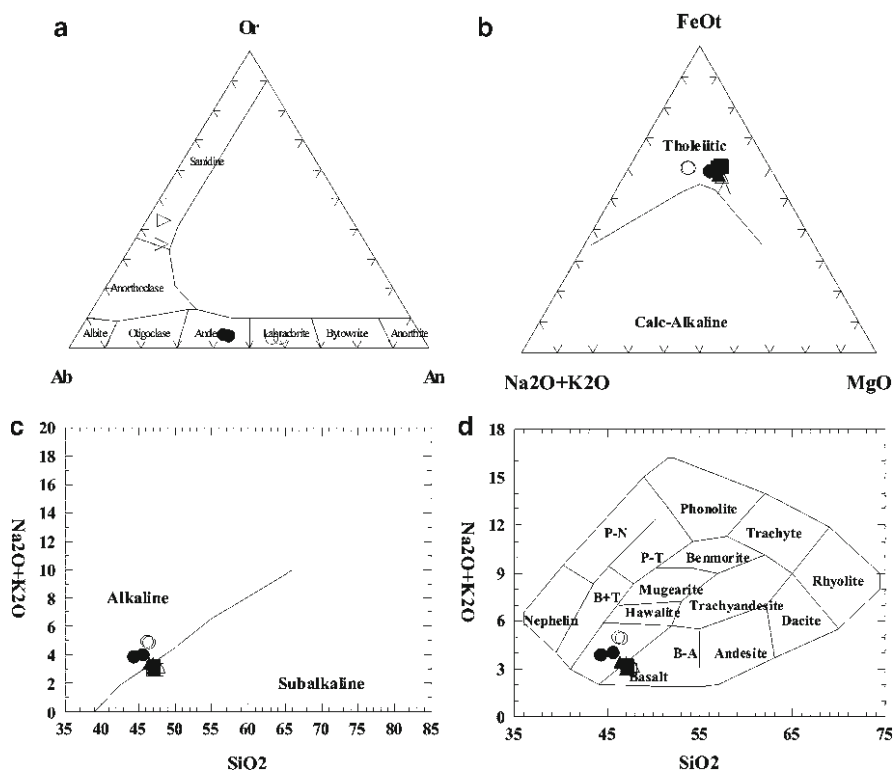 a
Or
Sanidine
Anorthoclase
Albite
Oligoclase
Labradorite
Bytownite
Anorthite
Ab
An
b
FeOt
Tholeiitic
Calc-Alkaline
Na2O+K2O
MgO
c
20
18
16
14
12
10
8
6
4
2
0
Na2O+K2O
Alkaline
Subalkaline
35 40 45 50 55 60 65 70 75 80 85
SiO2
d
18
15
12
9
6
3
0
Na2O+K2O
Phonolite
P-N
Trachyte
P-T
Benmorite
Rhyolite
B+T
Mugearite
Nephelin
Hawalite
Trachyandesite
Dacite
B-A
Andesite
Basalt
35 45 55 65 75
SiO2